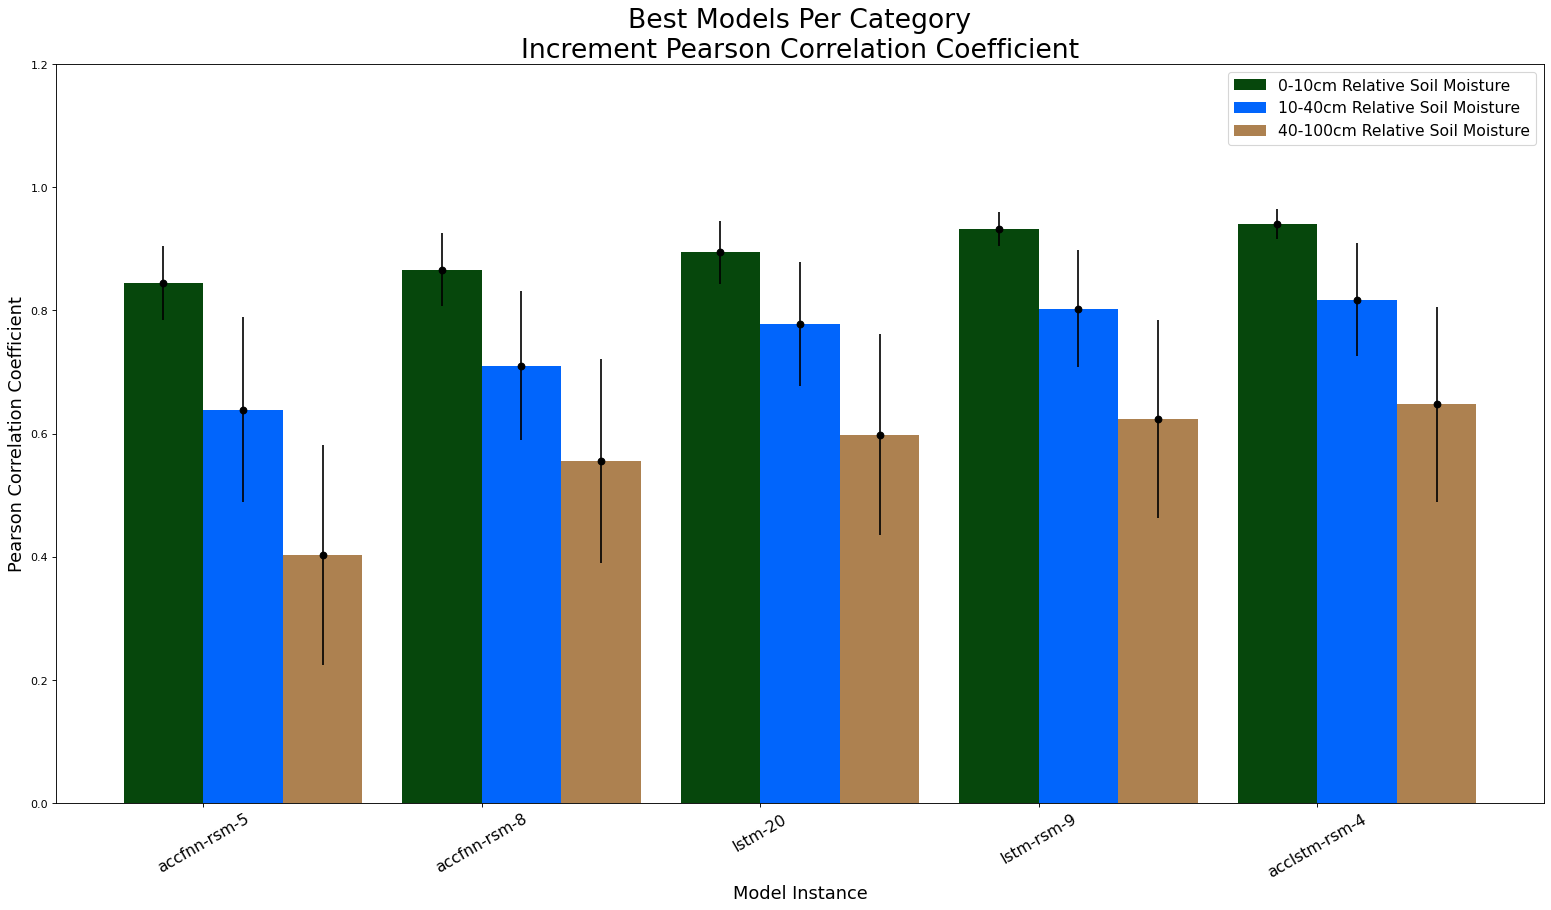 Best Models Per Category
Increment Pearson Correlation Coefficient
1.2
1.0
0.8
0.6
0.4
0.2
0.0
Pearson Correlation Coefficient
0-10cm Relative Soil Moisture
10-40cm Relative Soil Moisture
40-100cm Relative Soil Moisture
accfnn-rsm-5
accfnn-rsm-8
lstm-20
lstm-rsm-9
acclstm-rsm-4
Model Instance